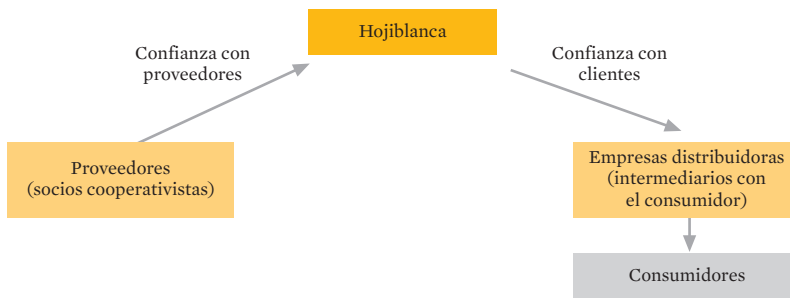 Hojiblanca
Confianza con
proveedores
Confianza con
clientes
Proveedores
(socios cooperativistas)
Empresas distribuidoras
(intermediarios con
el consumidor)
Consumidores